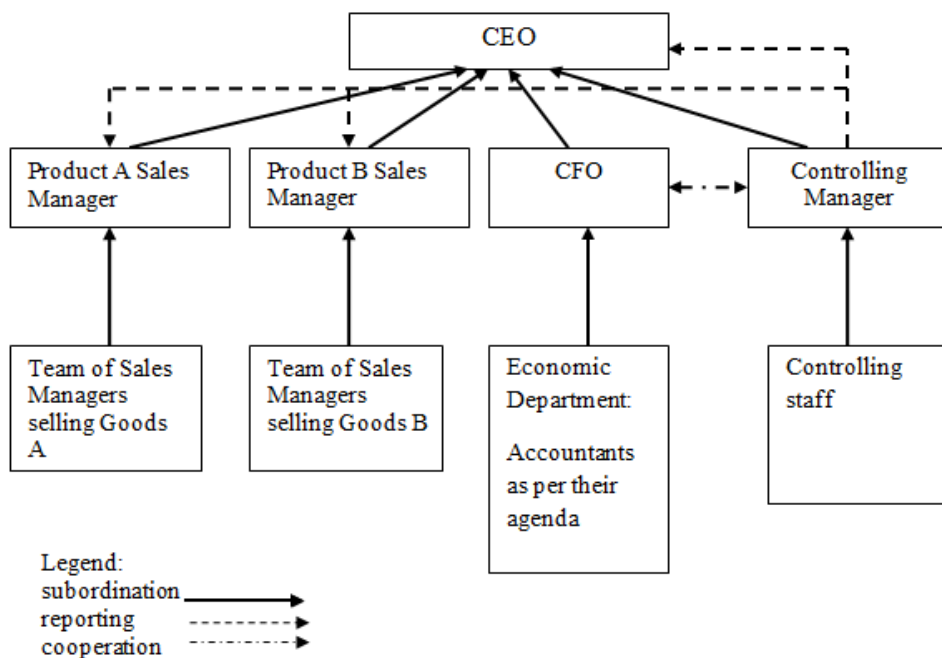 CEO
Product A Sales
Manager
Product B Sales
Manager
CFO
Controlling
Manager
Team of Sales
Managers
selling Goods
A
Team of Sales
Managers
selling Goods B
Economic
Department:
Accountants
as per their
agenda
Controlling
staff
Legend:
subordination
reporting
cooperation